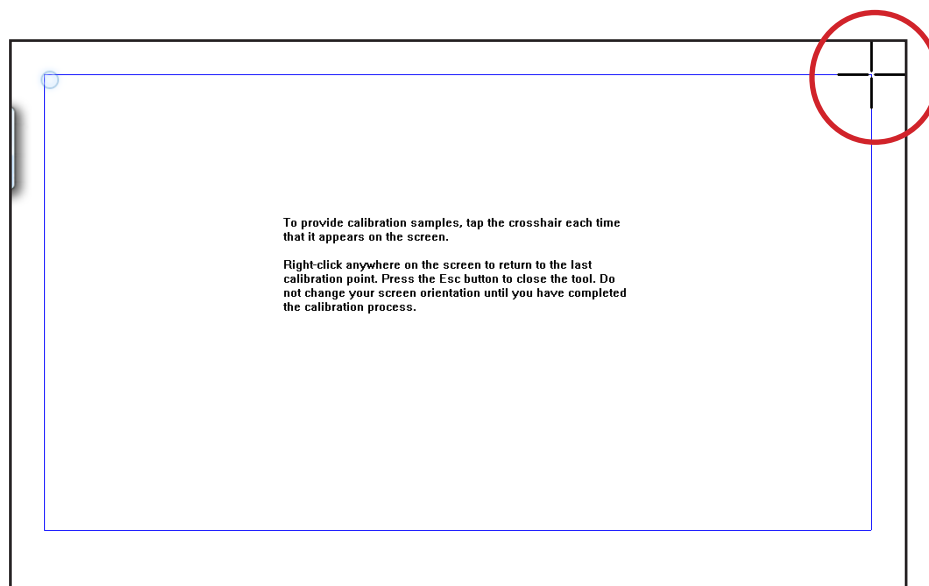 To provide calibration samples, tap the crosshair each time
that it appears on the screen.
Right-click anywhere on the screen to return to the last
calibration point. Press the Esc button to close the tool. Do
not change your screen orientation until you have completed
the calibration process.